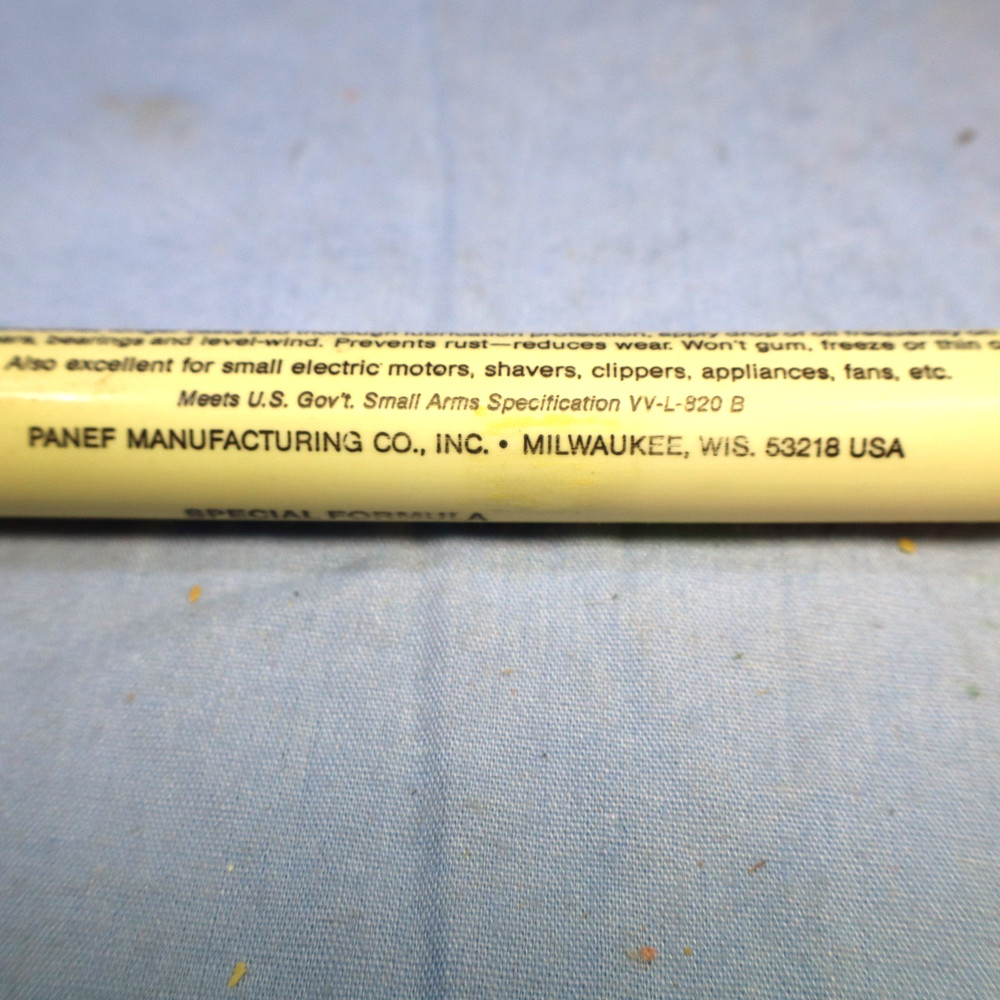 bearings and level-wind. Prevents rust—reduces wear. Won't gum, freeze or thin
Also excellent for small electric motors, shavers, clippers, appliances, fans, etc.
Meets U.S. Gov't. Small Arms Specification VV-L-820 B
PANEF MANUFACTURING CO., INC. • MILWAUKEE, WIS. 53218 USA
SPECIAL FORMULA